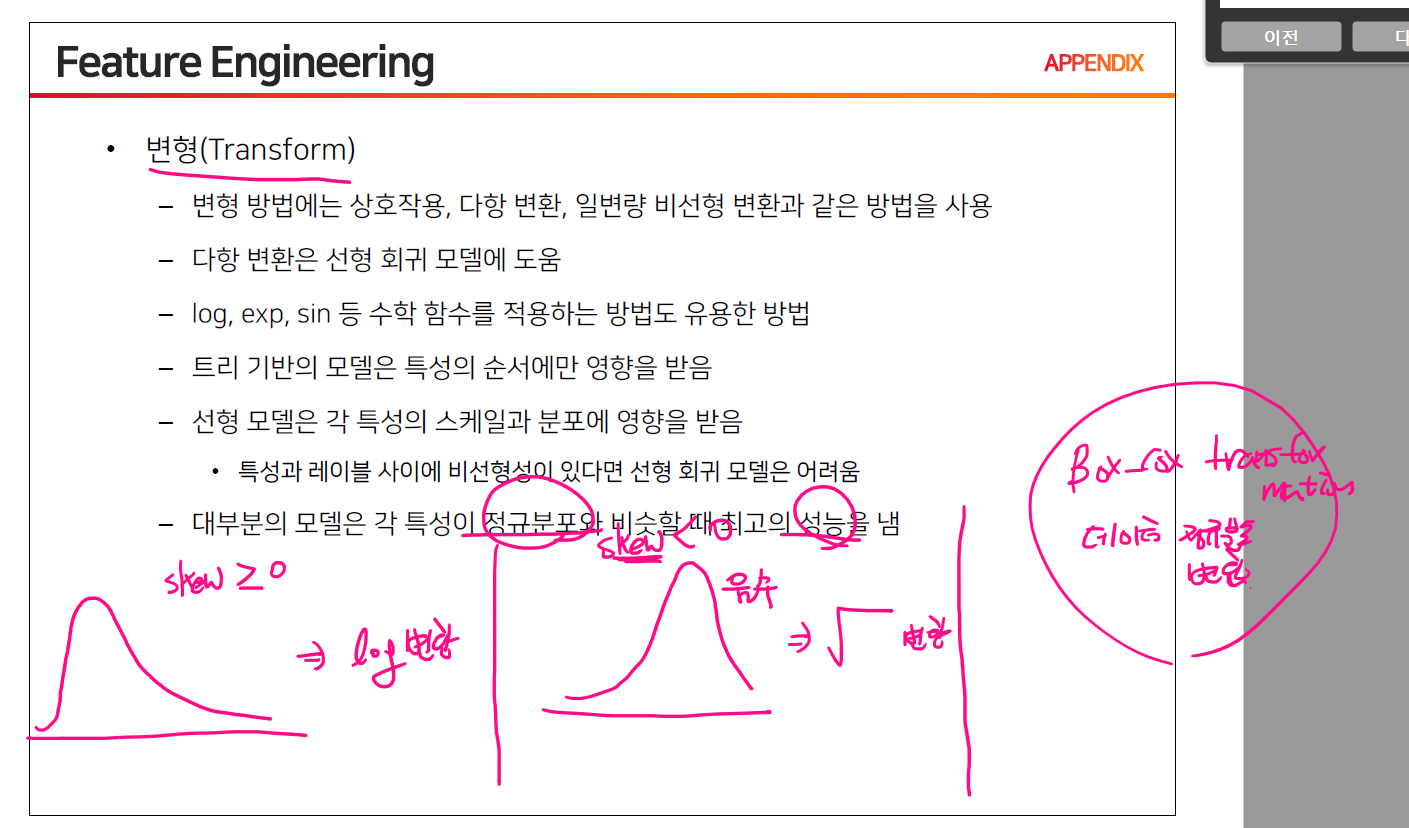 이전
Feature Engineering
APPENDIX
• 변형(Transform)
– 변형 방법에는 상호작용, 다항 변환, 일변량 비선형 변환과 같은 방법을 사용
– 다항 변환은 선형 회귀 모델에 도움
– log, exp, sin 등 수학 함수를 적용하는 방법도 유용한 방법
– 트리 기반의 모델은 특성의 순서에만 영향을 받음
– 선형 모델은 각 특성의 스케일과 분포에 영향을 받음
• 특성과 레이블 사이에 비선형성이 있다면 선형 회귀 모델은 어려움
– 대부분의 모델은 각 특성이 정규분포와 비슷할 때 최고의 성능을 냄
skew ≥ 0
⇒ log 변환
skew < 0
음수
⇒ √ 변환
Box-cox transfor
mation
데이터 정규분포
변환